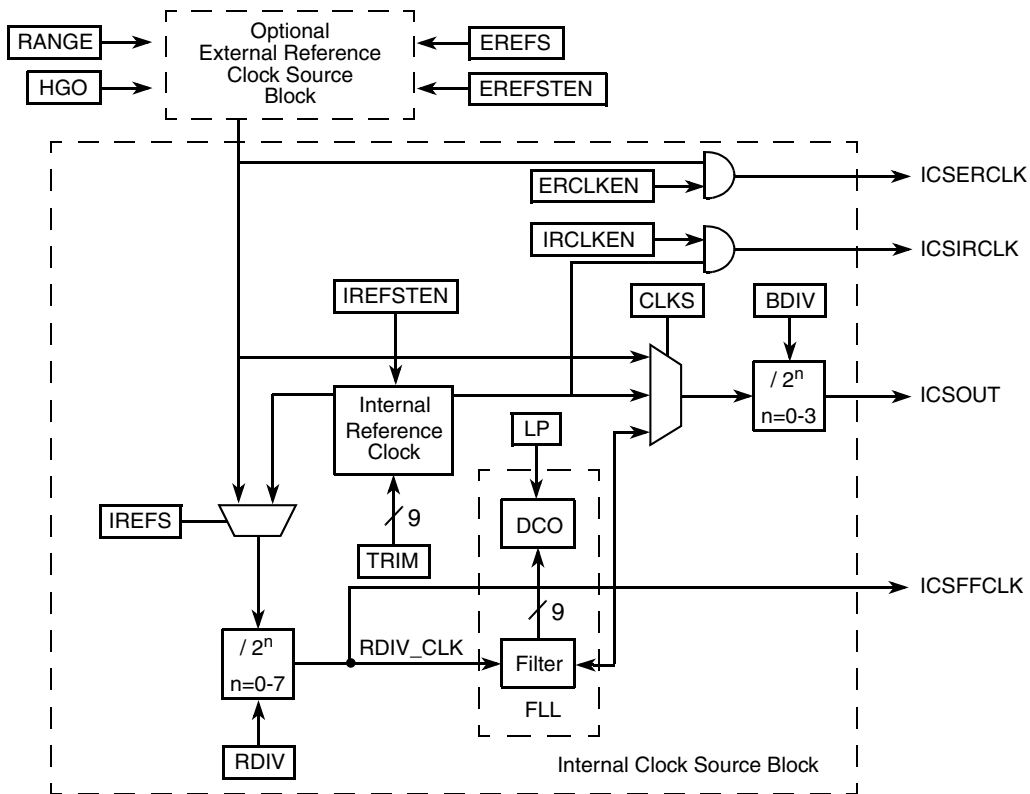 RANGE
HGO
Optional
External Reference
Clock Source
Block
EREFS
EREFSTEN
ERCLKEN
ICSERCLK
IRCLKEN
ICSIRCLK
IREFSTEN
CLKS
BDIV
Internal
Reference
Clock
/ 2ⁿ
n=0-3
ICSOUT
LP
IREFS
9
TRIM
DCO
9
ICSFFCLK
/ 2ⁿ
n=0-7
RDIV_CLK
Filter
FLL
RDIV
Internal Clock Source Block